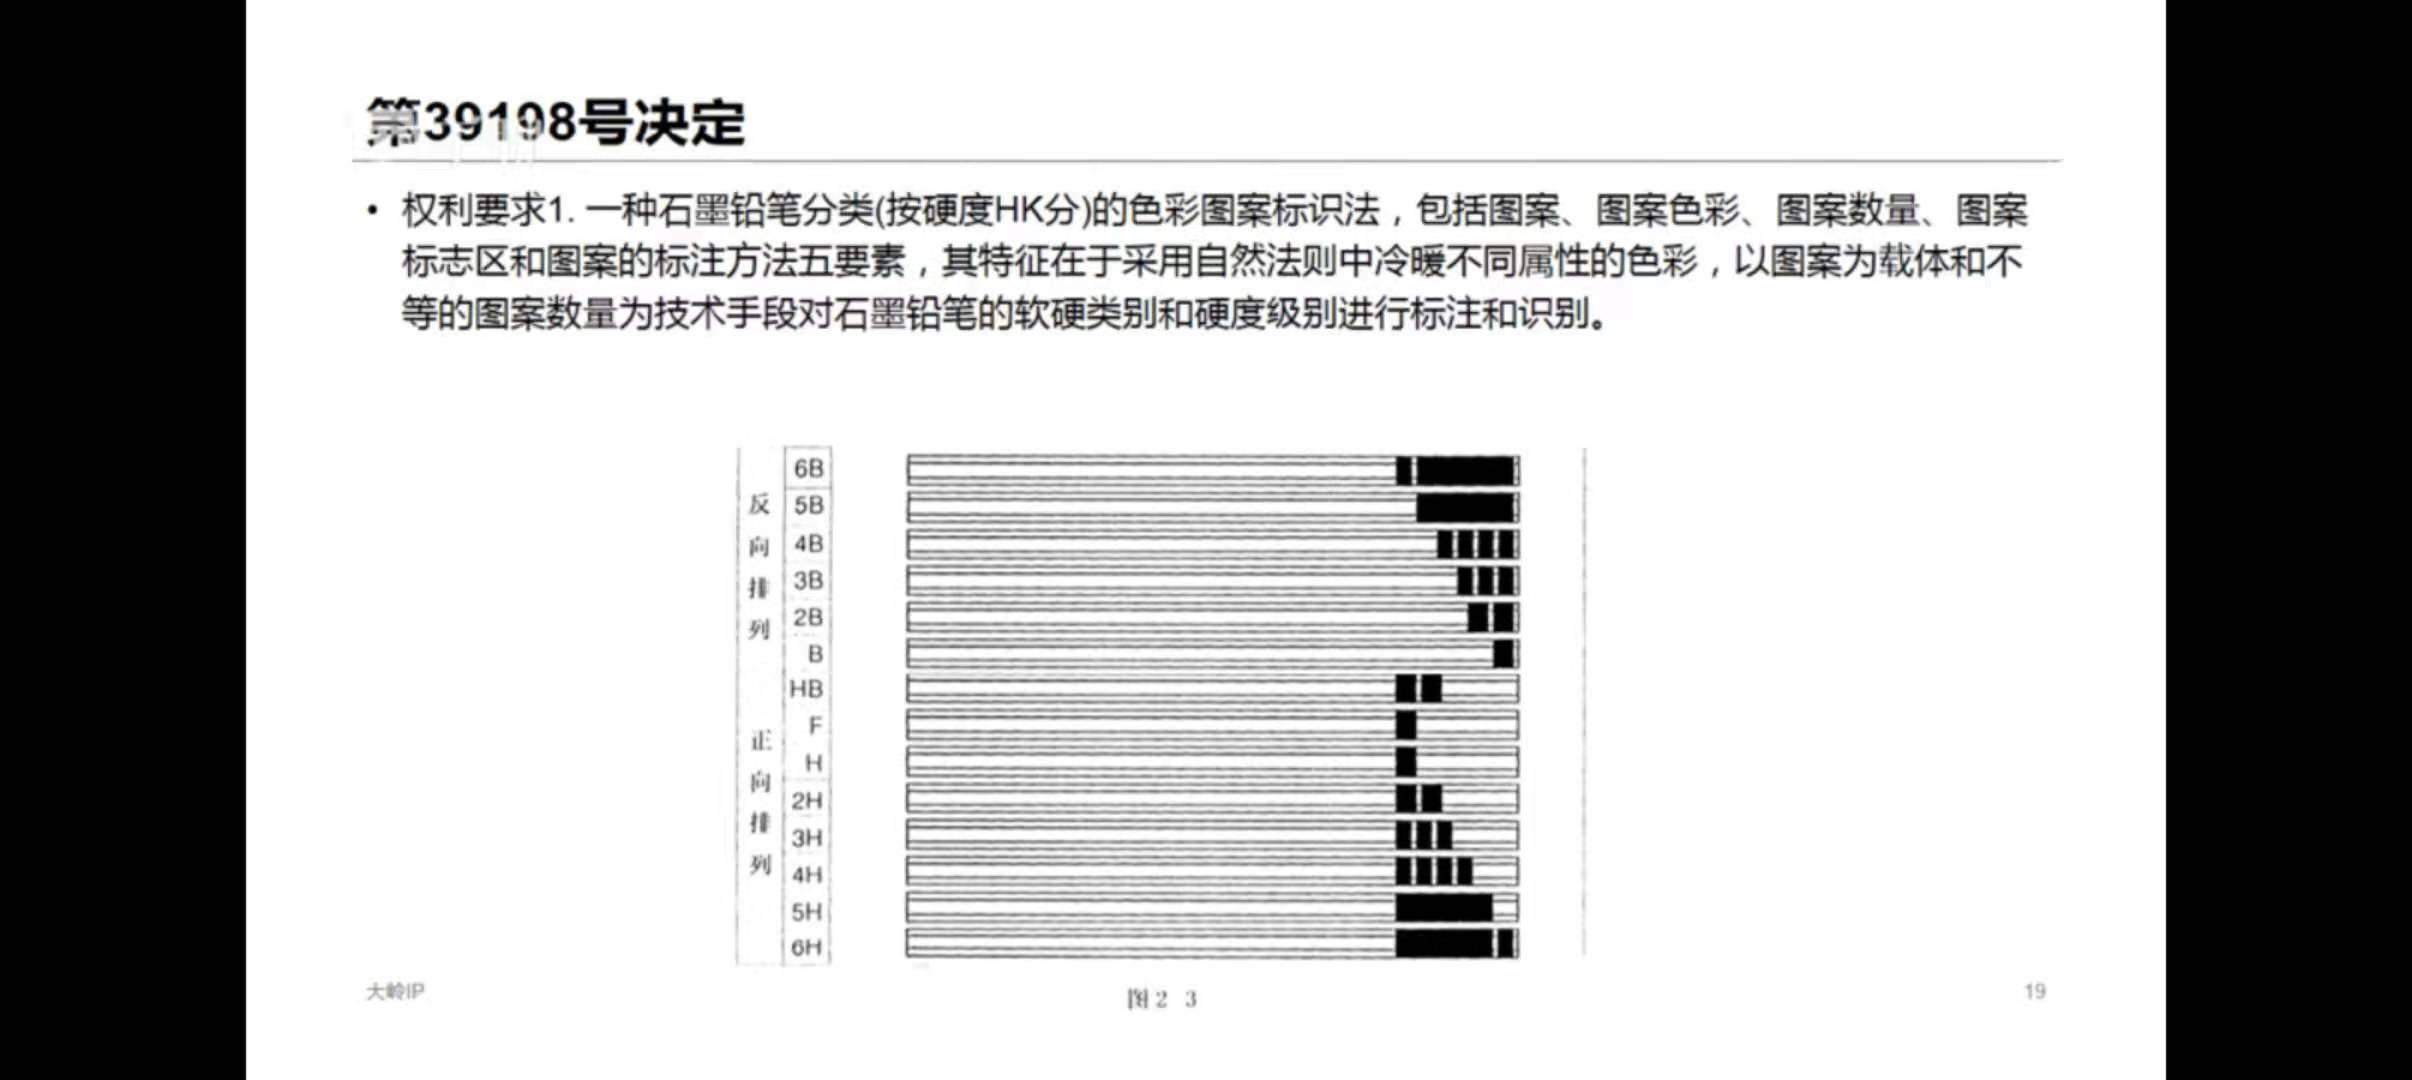 第39198号决定
• 权利要求1. 一种石墨铅笔分类(按硬度HK分)的色彩图案标识法，包括图案、图案色彩、图案数量、图案
标志区和图案的标注方法五要素，其特征在于采用自然法则中冷暖不同属性的色彩，以图案为载体和不
等的图案数量为技术手段对石墨铅笔的软硬类别和硬度级别进行标注和识别。
反向排列
6B
5B
4B
3B
2B
B
HB
正向排列
F
H
2H
3H
4H
5H
6H
图2 3
大岭IP
19